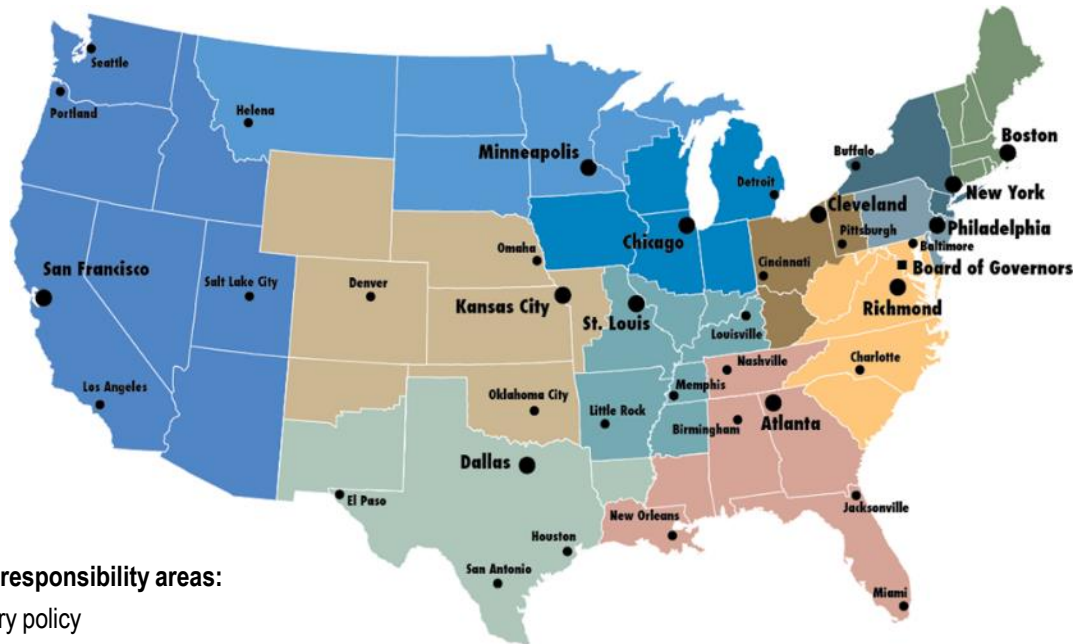 Seattle
Portland
Helena
Minneapolis
Buffalo
Boston
New York
Detroit
Cleveland
Philadelphia
Chicago
Pittsburgh
Baltimore
Omaha
Cincinnati
Board of Governors
San Francisco
Salt Lake City
Denver
Kansas City
St. Louis
Louisville
Richmond
Los Angeles
Nashville
Charlotte
Memphis
Oklahoma City
Little Rock
Birmingham
Atlanta
Dallas
El Paso
New Orleans
Jacksonville
Houston
San Antonio
Miami
responsibility areas:
ry policy